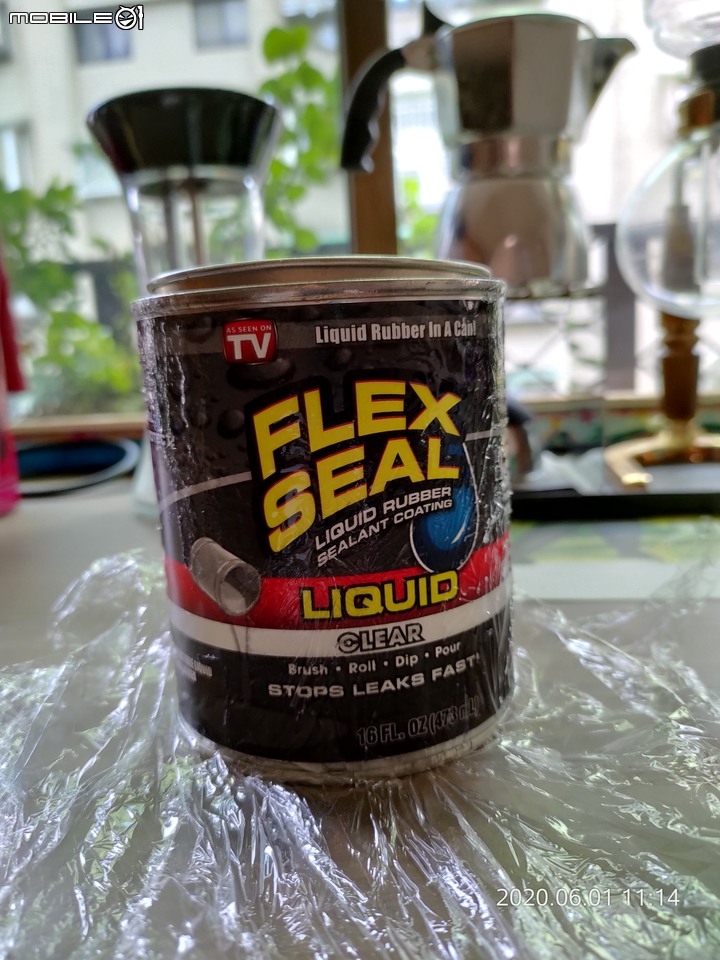 MOBILE01
AS SEEN ON
TV
Liquid Rubber In A Can!
FLEX
SEAL
LIQUID RUBBER
SEALANT COATING
LIQUID
CLEAR
Brush • Roll • Dip • Pour
STOPS LEAKS FAST!
16 FL. OZ (473 mL)
2020.06.01 11:14